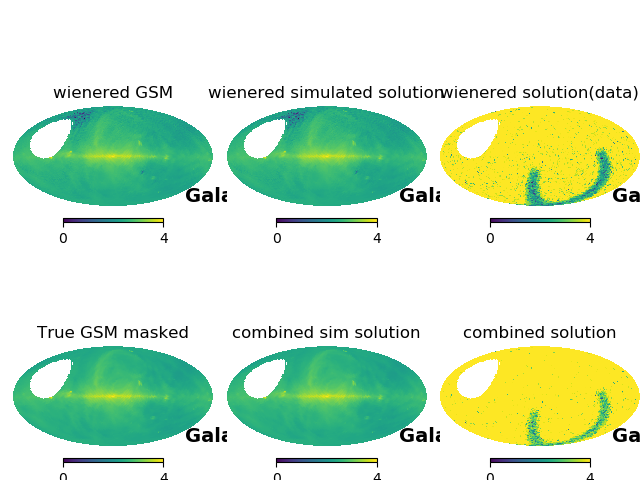 wienered GSM
wienered simulated solution
wienered solution(data)
Gala
Gala
Ga
0 4
0 4
0 4
True GSM masked
combined sim solution
combined solution
Gala
Gala
Ga
0 4
0 4
0 4